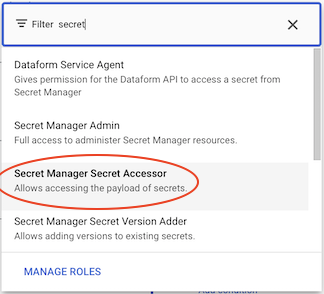 Filter secret
Dataform Service Agent
Gives permission for the Dataform API to access a secret from
Secret Manager
Secret Manager Admin
Full access to administer Secret Manager resources.
Secret Manager Secret Accessor
Allows accessing the payload of secrets.
Secret Manager Secret Version Adder
Allows adding versions to existing secrets.
MANAGE ROLES